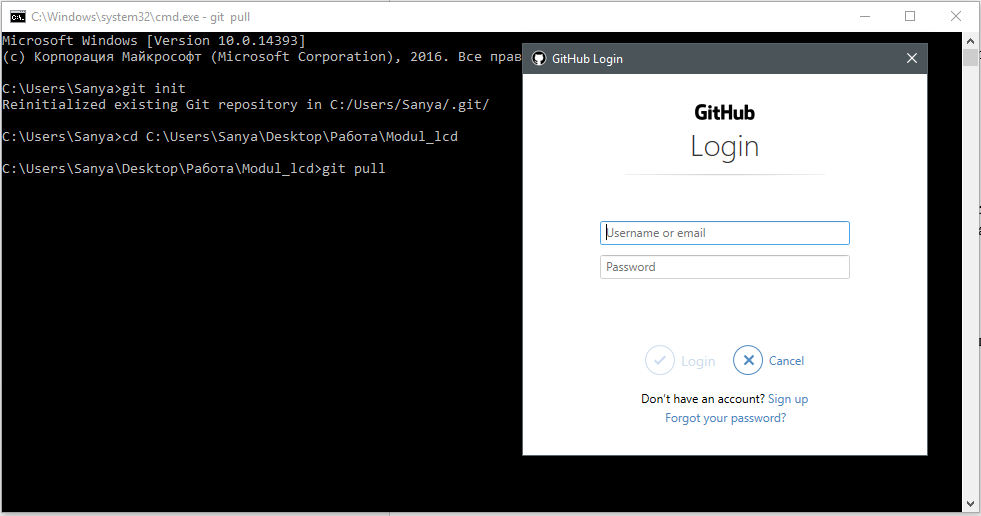 C:\Windows\system32\cmd.exe - git pull
Microsoft Windows [Version 10.0.14393]
(c) Корпорация Майкрософт (Microsoft Corporation), 2016. Все прав
C:\Users\Sanya>git init
Reinitialized existing Git repository in C:/Users/Sanya/.git/
C:\Users\Sanya>cd C:\Users\Sanya\Desktop\Работа\Modul_lcd
C:\Users\Sanya\Desktop\Работа\Modul_lcd>git pull
GitHub Login
GitHub
Login
Username or email
Password
Login
Cancel
Don't have an account? Sign up
Forgot your password?